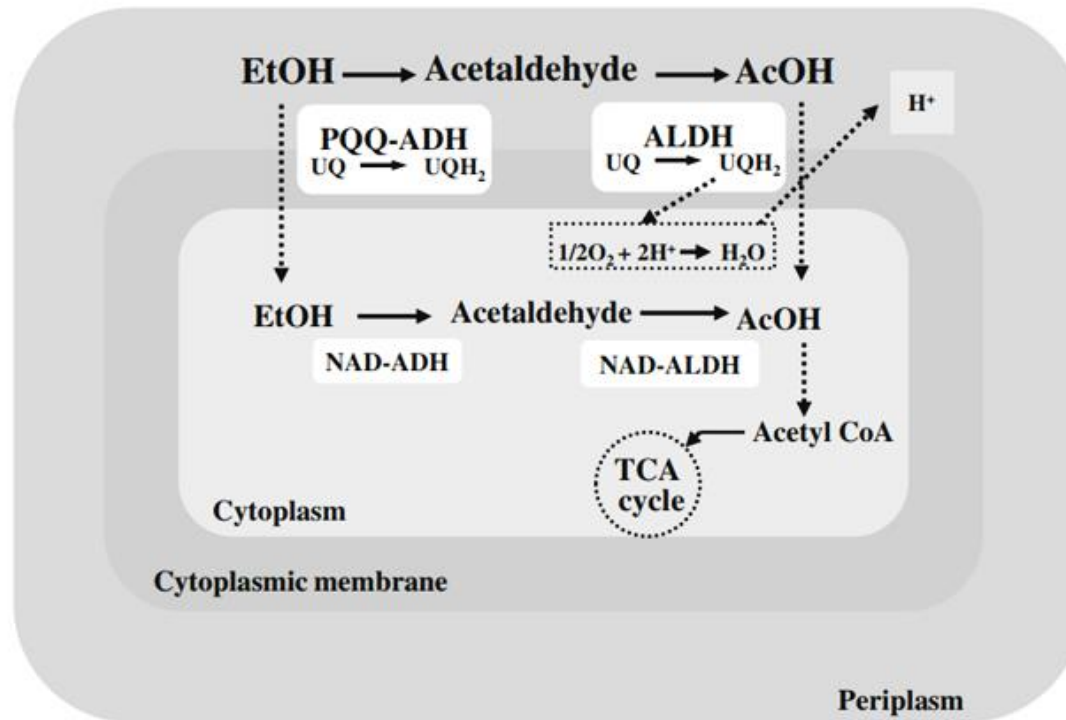 EtOH → Acetaldehyde → AcOH
H⁺
PQQ-ADH
UQ → UQH₂
ALDH
UQ → UQH₂
1/2O₂ + 2H⁺ → H₂O
EtOH → Acetaldehyde → AcOH
NAD-ADH
NAD-ALDH
Acetyl CoA
TCA
cycle
Cytoplasm
Cytoplasmic membrane
Periplasm